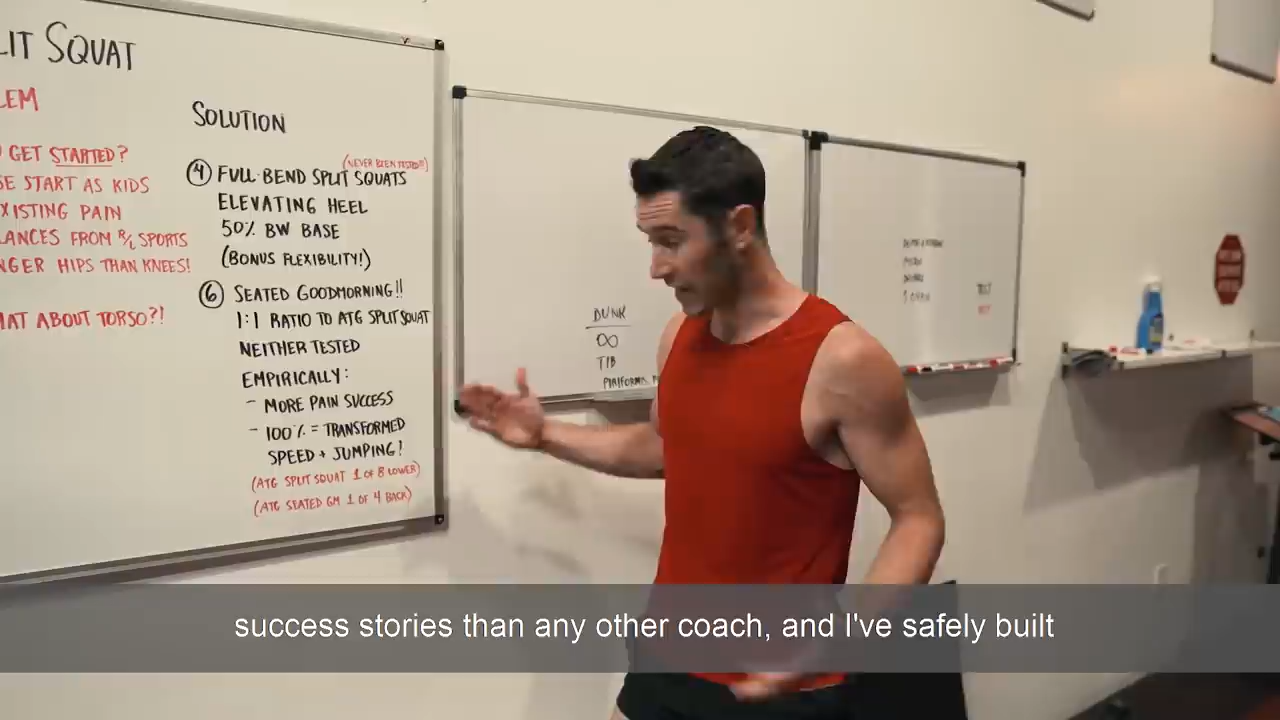 LIT SQUAT
LEM
GET STARTED?
SE START AS KIDS
XISTING PAIN
LANCES FROM R/L SPORTS
NGER HIPS THAN KNEES!
HAT ABOUT TORSO?!
SOLUTION
(NEVER BEEN TESTED!!)
④ FULL-BEND SPLIT SQUATS
ELEVATING HEEL
50% BW BASE
(BONUS FLEXIBILITY!)
⑥ SEATED GOODMORNING!!
1:1 RATIO TO ATG SPLIT SQUAT
NEITHER TESTED
EMPIRICALLY:
- MORE PAIN SUCCESS
- 100% = TRANSFORMED
SPEED + JUMPING!
(ATG SPLIT SQUAT 1 OF 8 LOWER)
(ATG SEATED GM 1 OF 4 BACK)
DUNK
∞
TIB
PIRIFORMIS
success stories than any other coach, and I've safely built